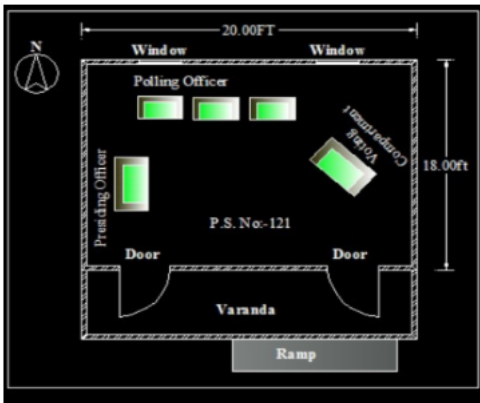 20.00FT
N
Window
Window
Polling Officer
Voting
Compartment
18.00ft
Presiding Officer
P.S. No:-121
Door
Door
Varanda
Ramp